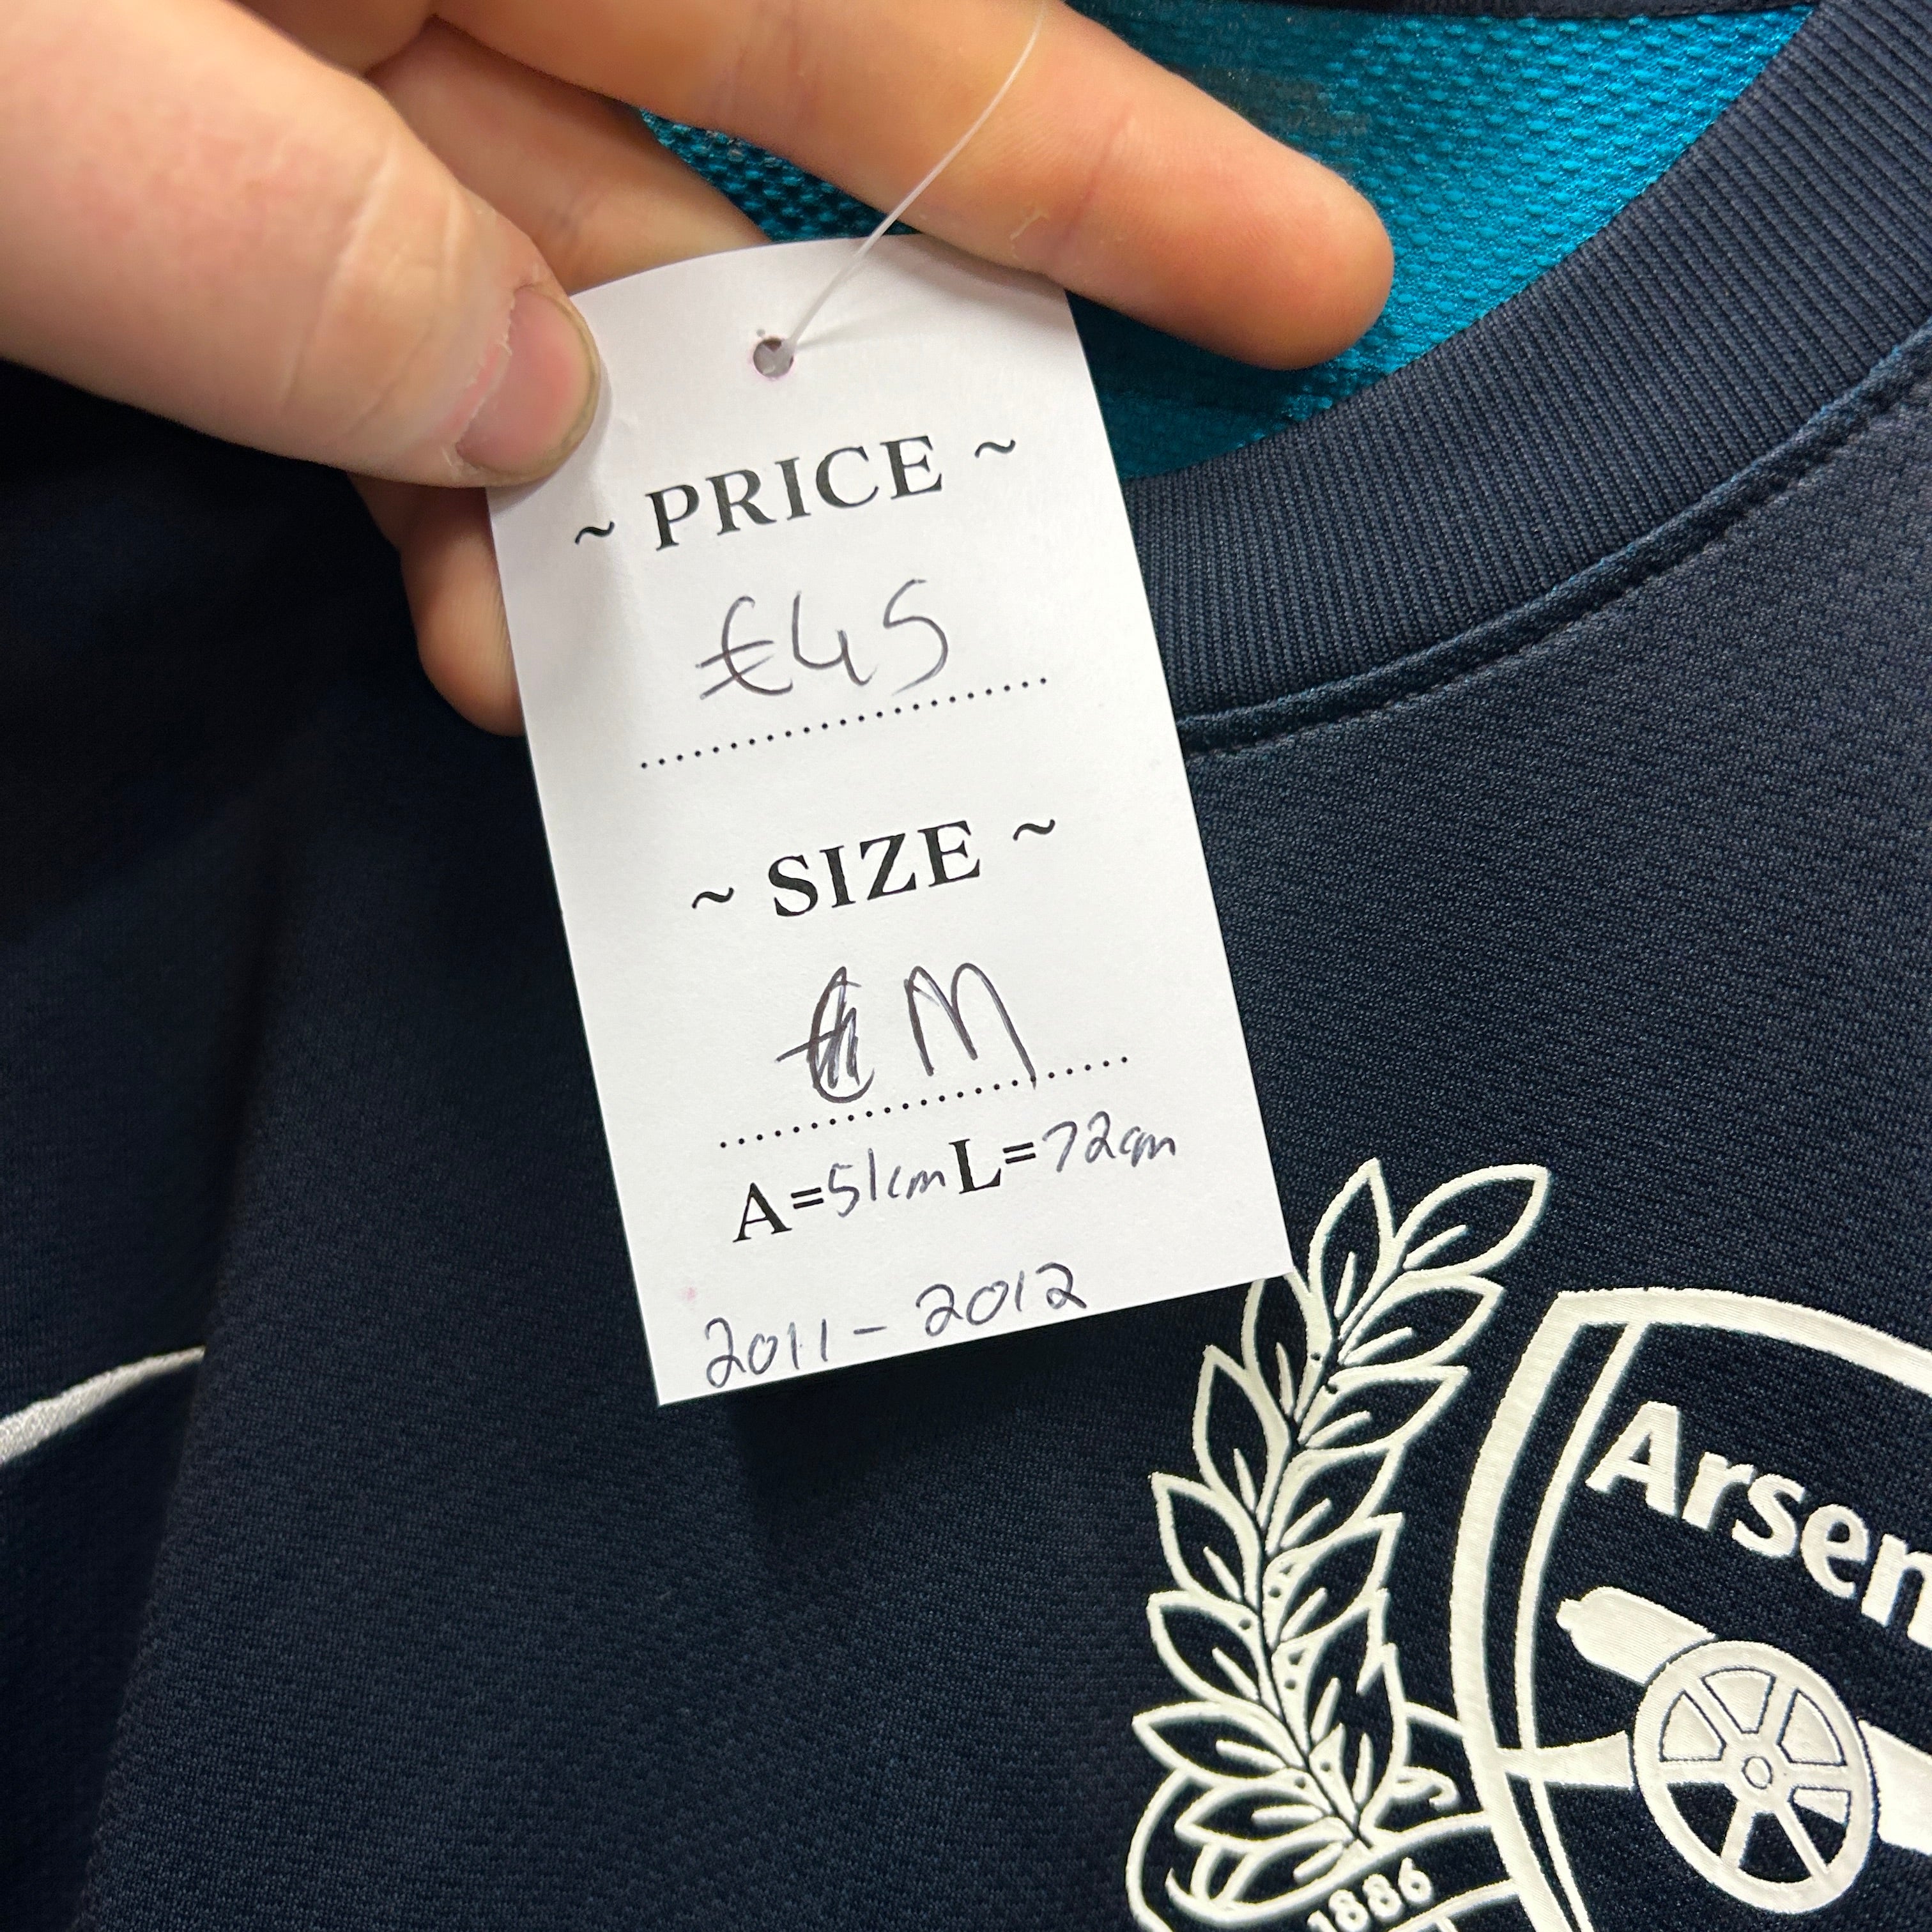 ~ PRICE ~
€45
~ SIZE ~
M
A=51cm L=72cm
2011-2012
Arsen
1886